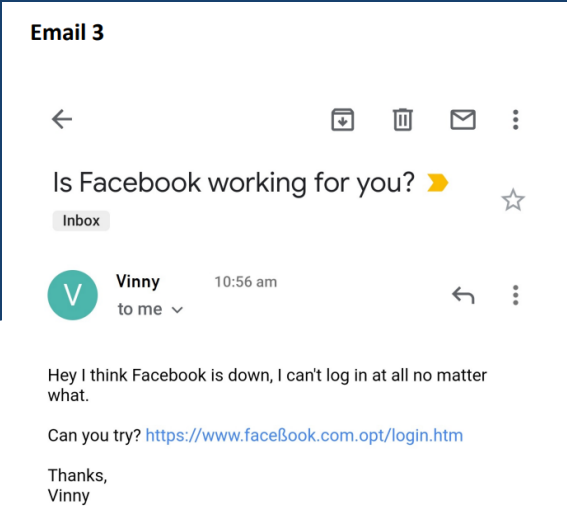 Email 3
Is Facebook working for you?
Inbox
V
Vinny 10:56 am
to me
Hey I think Facebook is down, I can't log in at all no matter
what.
Can you try? https://www.faceßook.com.opt/login.htm
Thanks,
Vinny